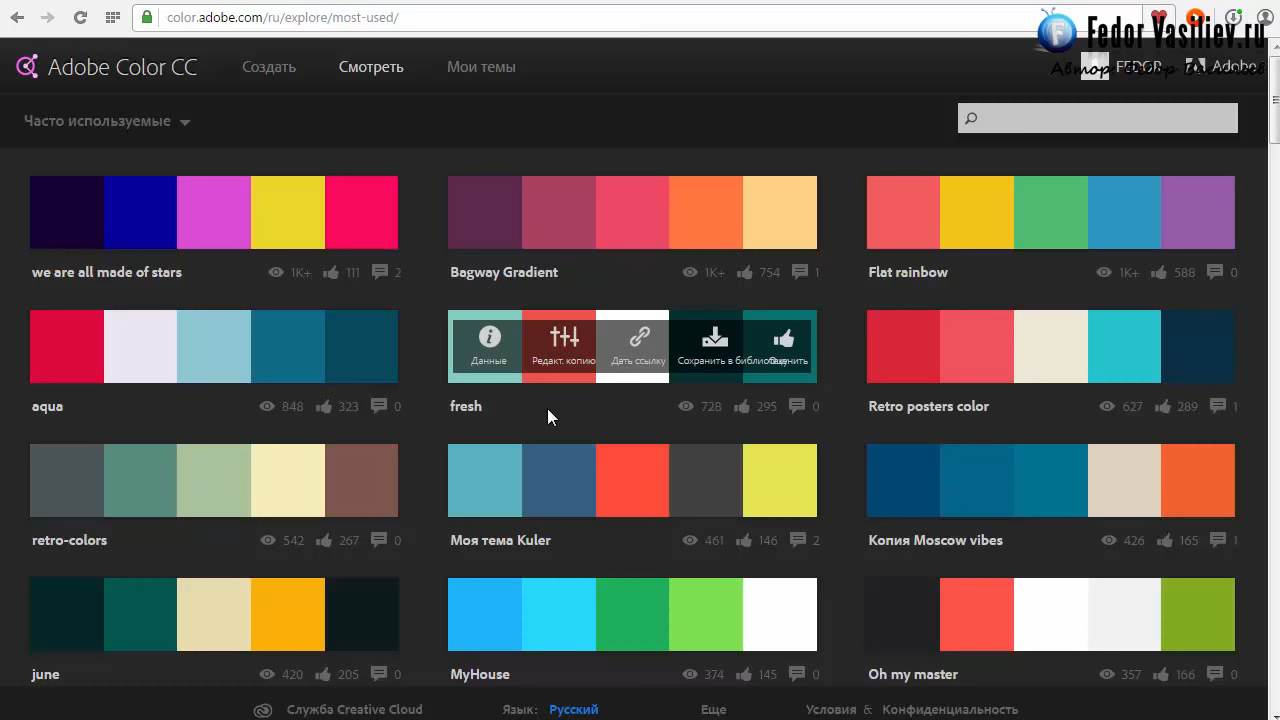 color.adobe.com/ru/explore/most-used/
Fedor Vasiliev.ru
Adobe Color CC
Создать
Смотреть
Мои темы
FEDOR
Adobe
Часто используемые
we are all made of stars 1K+ 111 2
Bagway Gradient 1K+ 754 1
Flat rainbow 1K+ 588 0
Данные
Редакт. копию
Дать ссылку
Сохранить в библиотеке
aqua 848 323 0
fresh 728 295 0
Retro posters color 627 289 1
retro-colors 542 267 0
Моя тема Kuler 461 146 2
Копия Moscow vibes 426 165 1
june 420 205 0
MyHouse 374 145 0
Oh my master 357 166 0
Служба Creative Cloud
Язык: Русский
Еще
Условия & Конфиденциальность